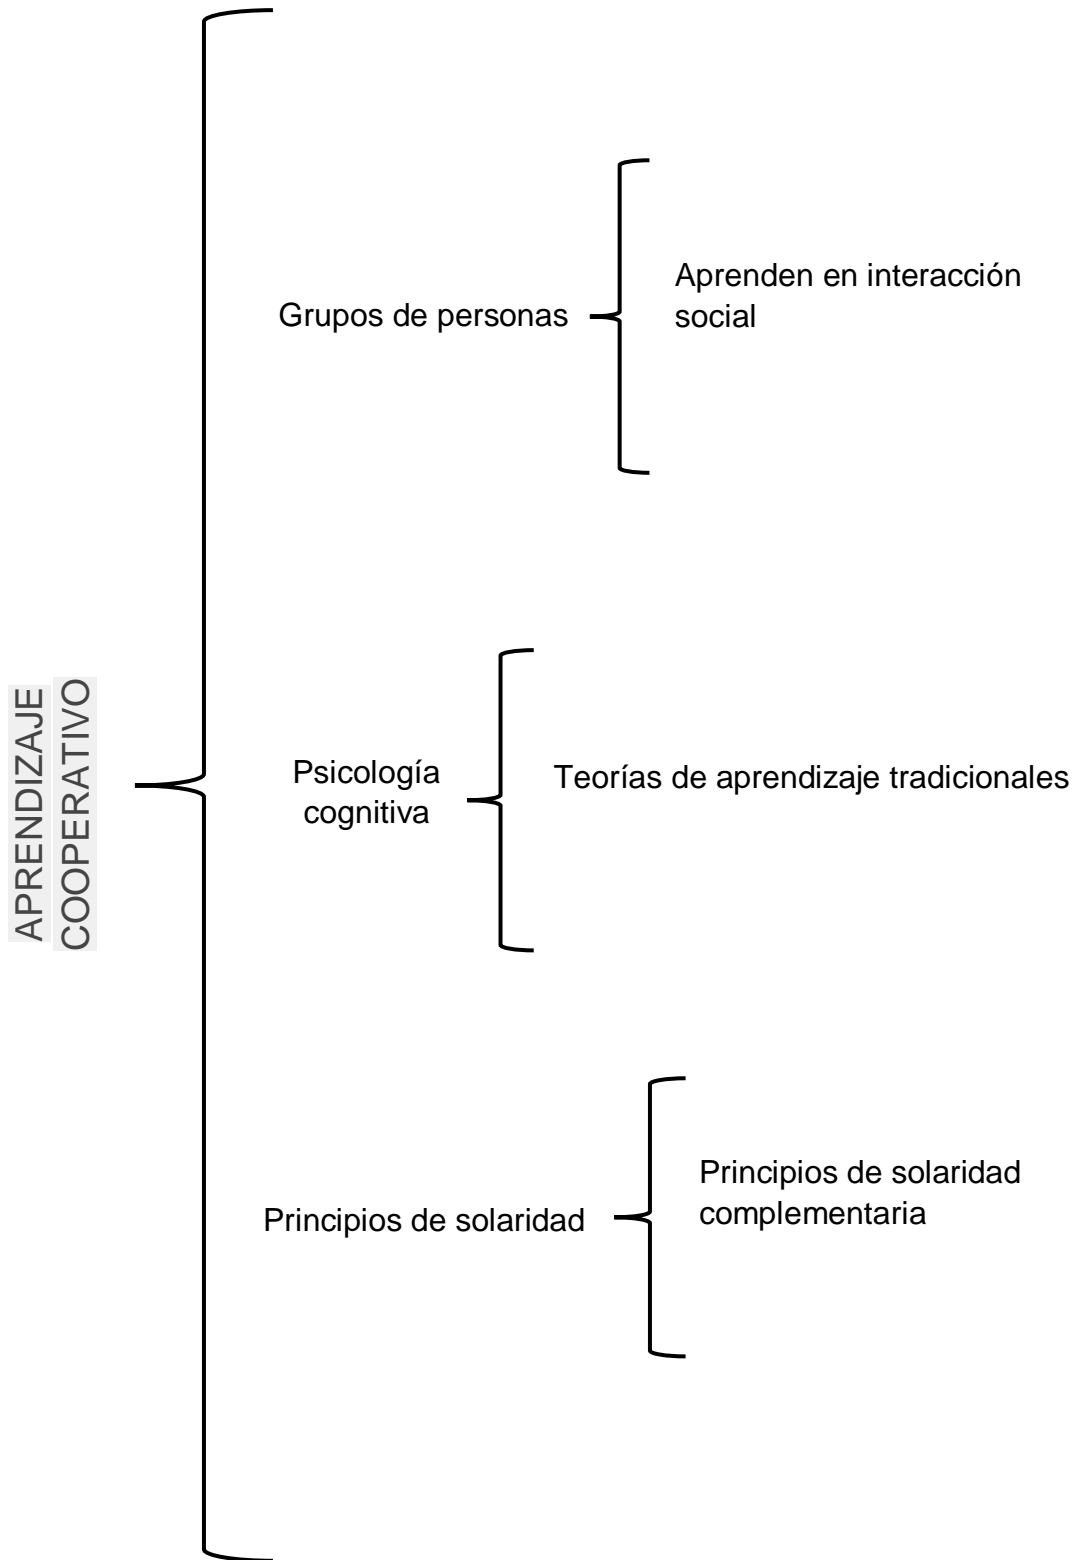 APRENDIZAJE
COOPERATIVO
Grupos de personas
Aprenden en interacción
social
Psicología
cognitiva
Teorías de aprendizaje tradicionales
Principios de solaridad
Principios de solaridad
complementaria